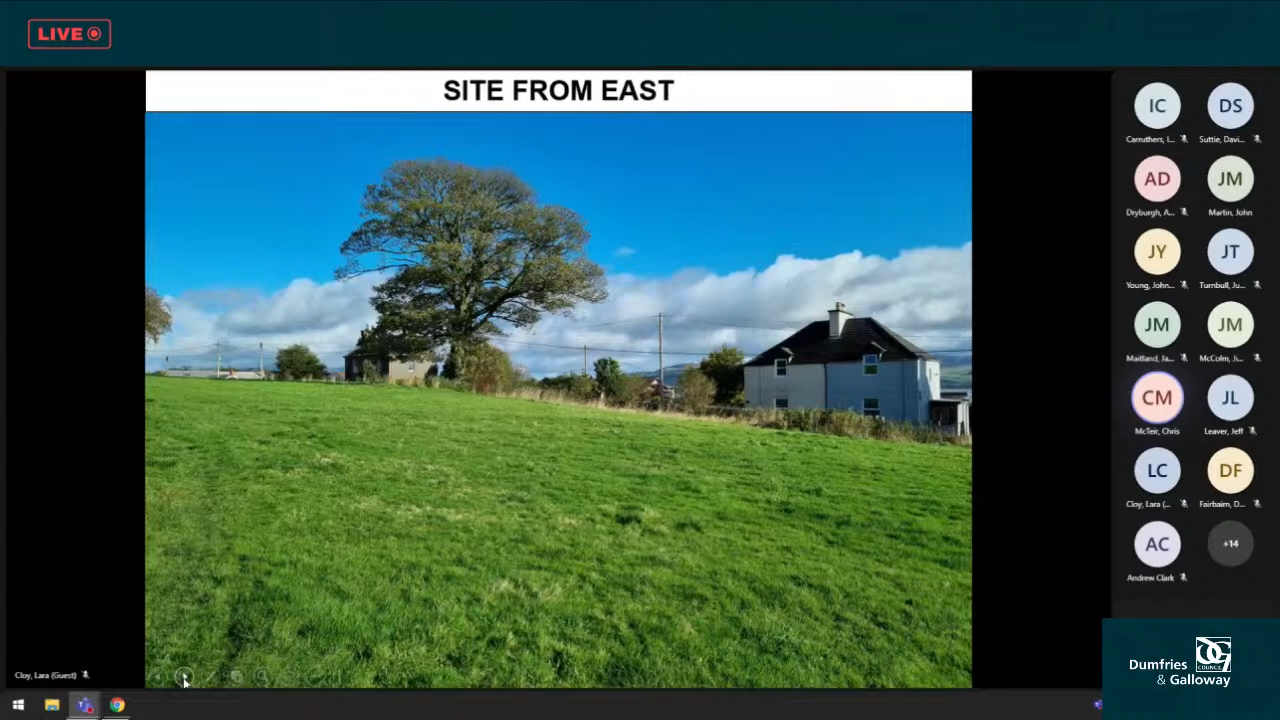 LIVE
SITE FROM EAST
IC
DS
Carruthers, I...
Suttie, Davi...
AD
JM
Dryburgh, A...
Martin, John
JY
JT
Young, John...
Turnbull, Ju...
JM
JM
Maitland, Ja...
McColm, Ji...
CM
JL
McTeir, Chris
Leaver, Jeff
LC
DF
Cloy, Lara (...
Fairbairn, D...
AC
+14
Andrew Clark
Cloy, Lara (Guest)
Dumfries
& Galloway
COUNCIL